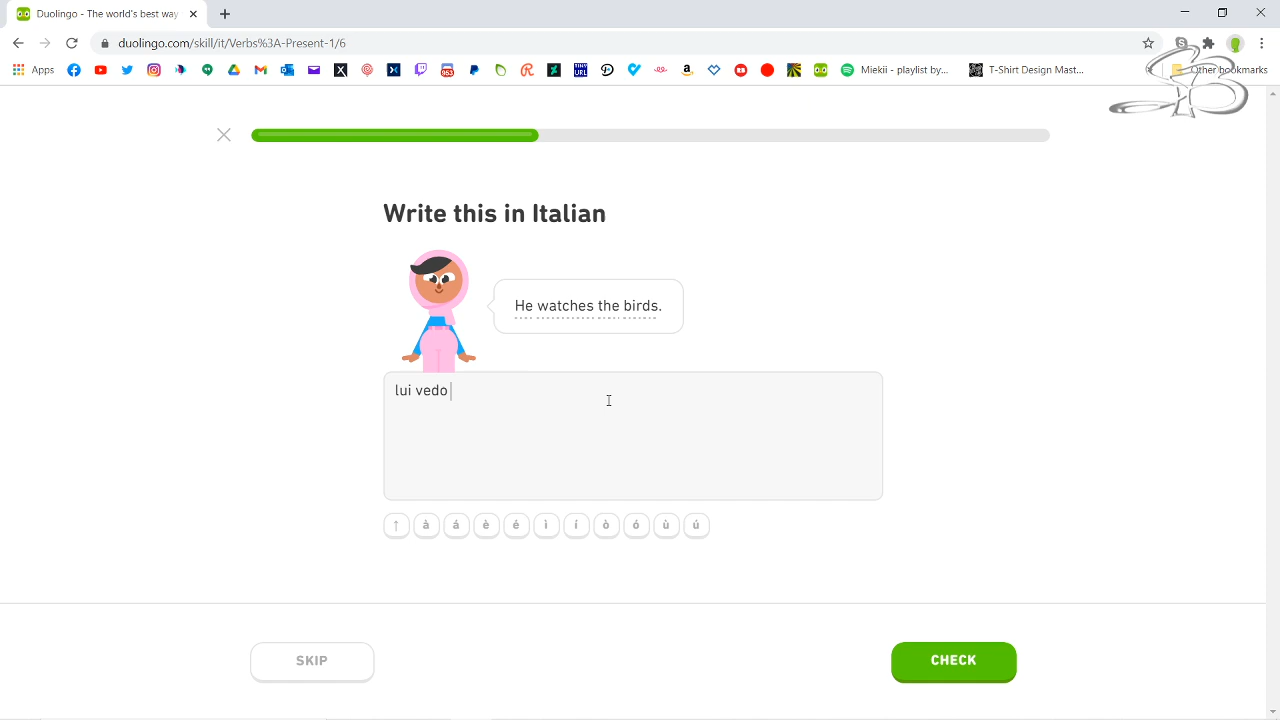 Duolingo - The world's best way
duolingo.com/skill/it/Verbs%3A-Present-1/6
Apps
Miekii - playlist by...
T-Shirt Design Mast...
Other bookmarks
Write this in Italian
He watches the birds.
lui vedo
↑ à á è é ì í ò ó ù ú
SKIP
CHECK